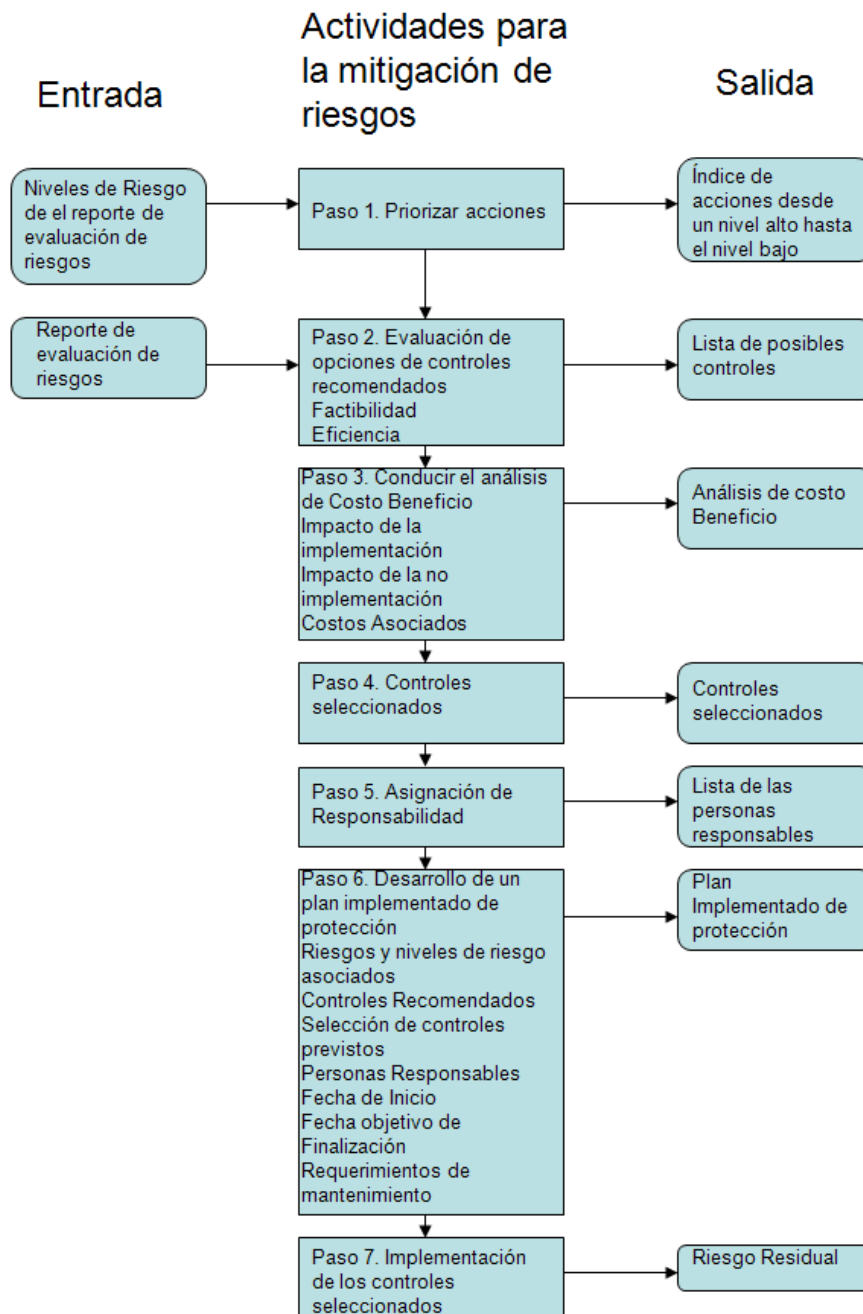 Entrada
Actividades para
la mitigación de
riesgos
Salida
Niveles de Riesgo
de el reporte de
evaluación de
riesgos
Paso 1. Priorizar acciones
Índice de
acciones desde
un nivel alto hasta
el nivel bajo
Reporte de
evaluación de
riesgos
Paso 2. Evaluación de
opciones de controles
recomendados
Factibilidad
Eficiencia
Lista de posibles
controles
Paso 3. Conducir el análisis
de Costo Beneficio
Impacto de la
implementación
Impacto de la no
implementación
Costos Asociados
Análisis de costo
Beneficio
Paso 4. Controles
seleccionados
Controles
seleccionados
Paso 5. Asignación de
Responsabilidad
Lista de las
personas
responsables
Paso 6. Desarrollo de un
plan implementado de
protección
Riesgos y niveles de riesgo
asociados
Controles Recomendados
Selección de controles
previstos
Personas Responsables
Fecha de Inicio
Fecha objetivo de
Finalización
Requerimientos de
mantenimiento
Plan
Implementado de
protección
Paso 7. Implementación
de los controles
seleccionados
Riesgo Residual